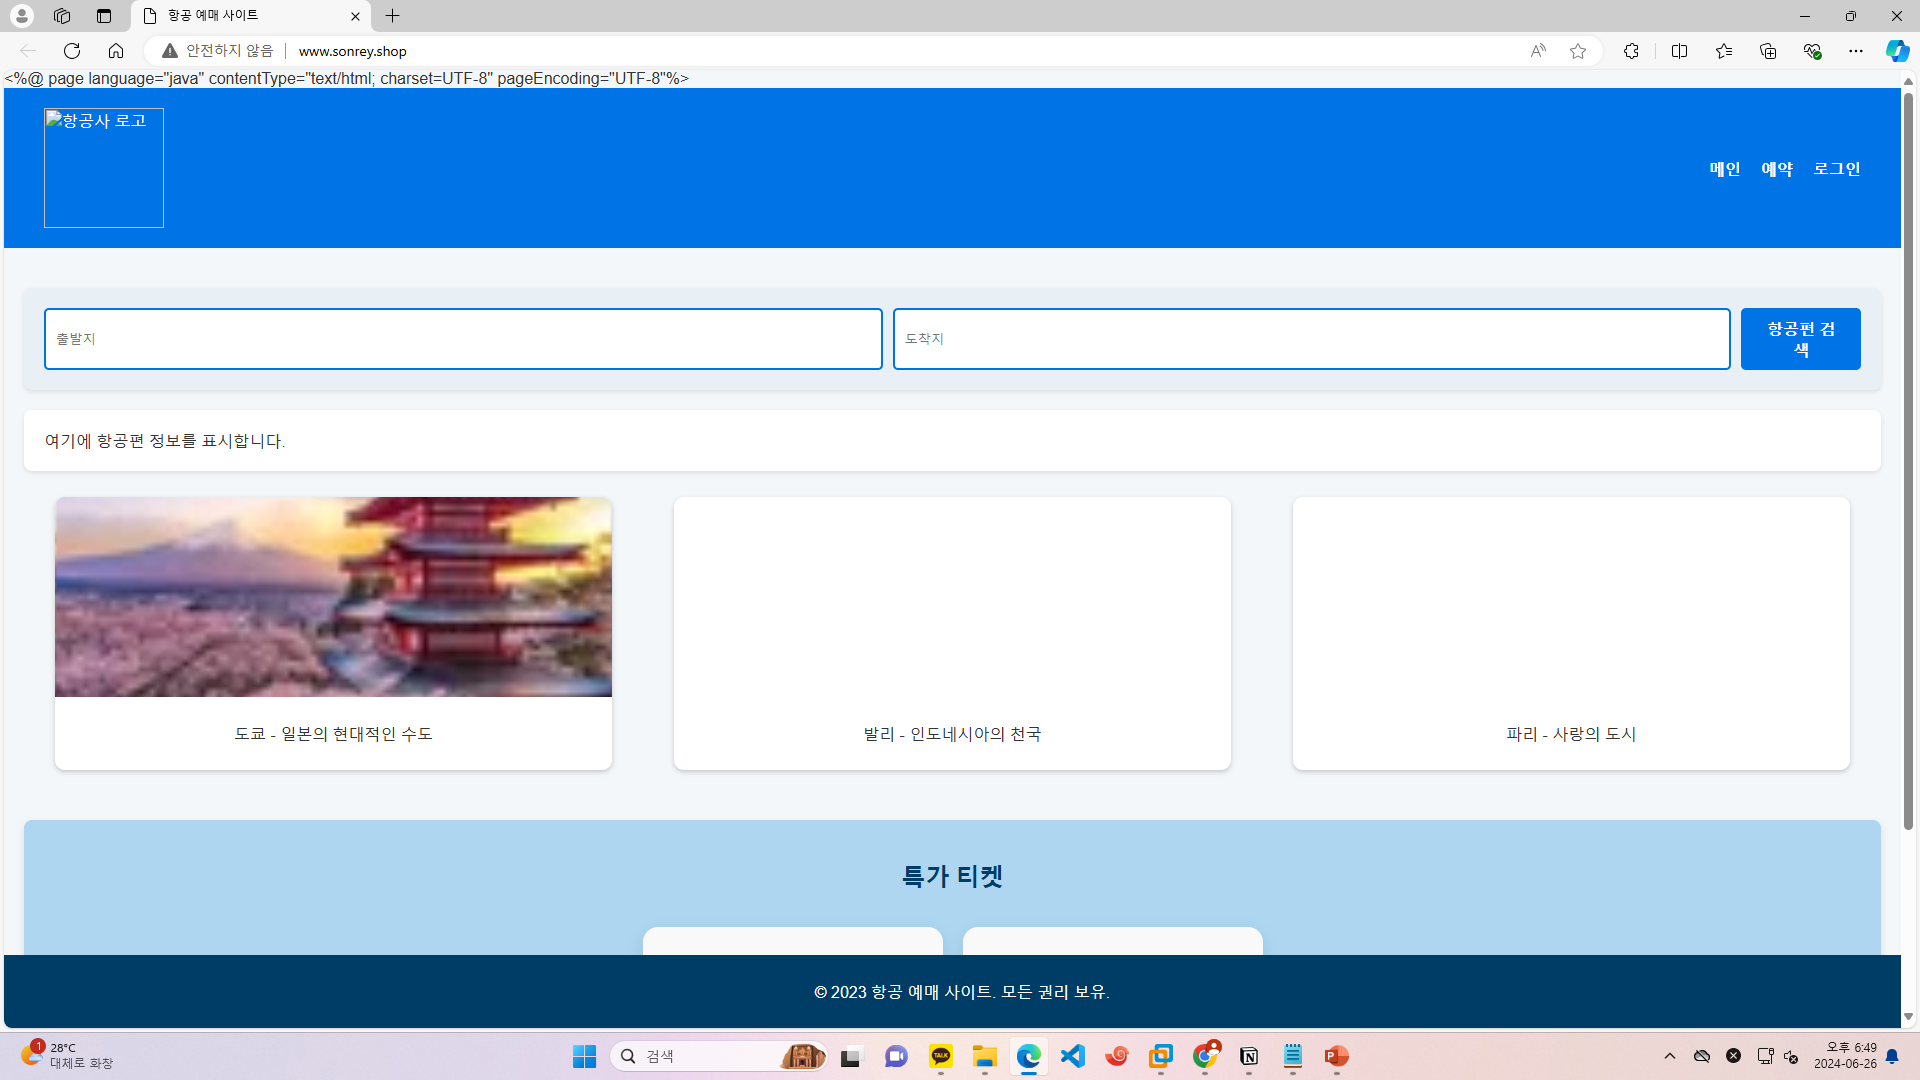 항공 예매 사이트
안전하지 않음
www.sonrey.shop
<%@ page language="java" contentType="text/html; charset=UTF-8" pageEncoding="UTF-8"%>
항공사 로고
메인 예약 로그인
출발지
도착지
항공편 검
색
여기에 항공편 정보를 표시합니다.
도쿄 - 일본의 현대적인 수도
발리 - 인도네시아의 천국
파리 - 사랑의 도시
특가 티켓
© 2023 항공 예매 사이트. 모든 권리 보유.
1
28°C
대체로 화창
검색
TALK
오후 6:49
2024-06-26